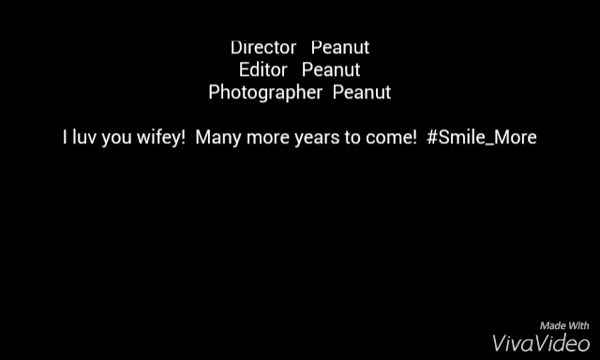 Director Peanut
Editor Peanut
Photographer Peanut
I luv you wifey! Many more years to come! #Smile_More
Made With
VivaVideo